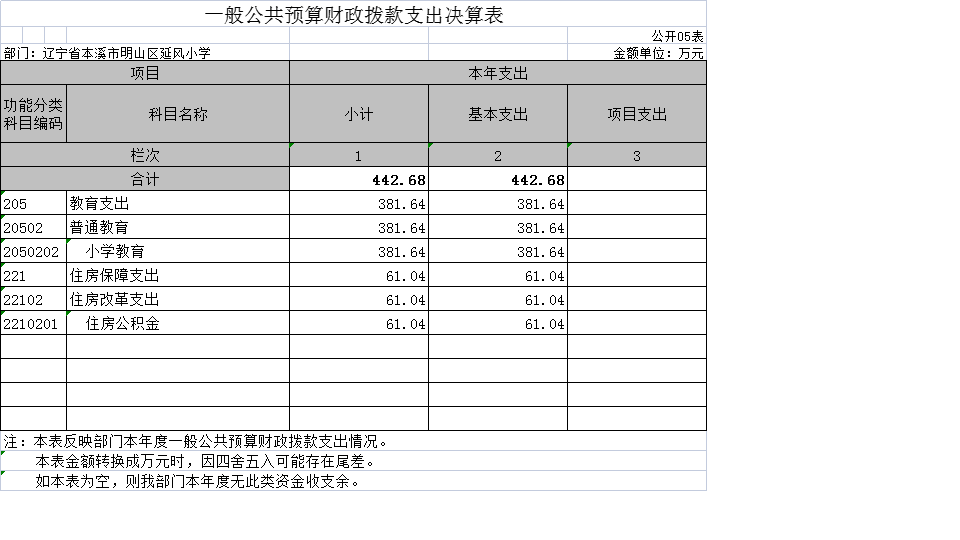 一般公共预算财政拨款支出决算表
公开05表
部门：辽宁省本溪市明山区延风小学 金额单位：万元
项目 本年支出
功能分类科目编码 科目名称 小计 基本支出 项目支出
栏次 1 2 3
合计 442.68 442.68
205 教育支出 381.64 381.64
20502 普通教育 381.64 381.64
2050202 小学教育 381.64 381.64
221 住房保障支出 61.04 61.04
22102 住房改革支出 61.04 61.04
2210201 住房公积金 61.04 61.04
注：本表反映部门本年度一般公共预算财政拨款支出情况。
本表金额转换成万元时，因四舍五入可能存在尾差。
如本表为空，则我部门本年度无此类资金收支余。